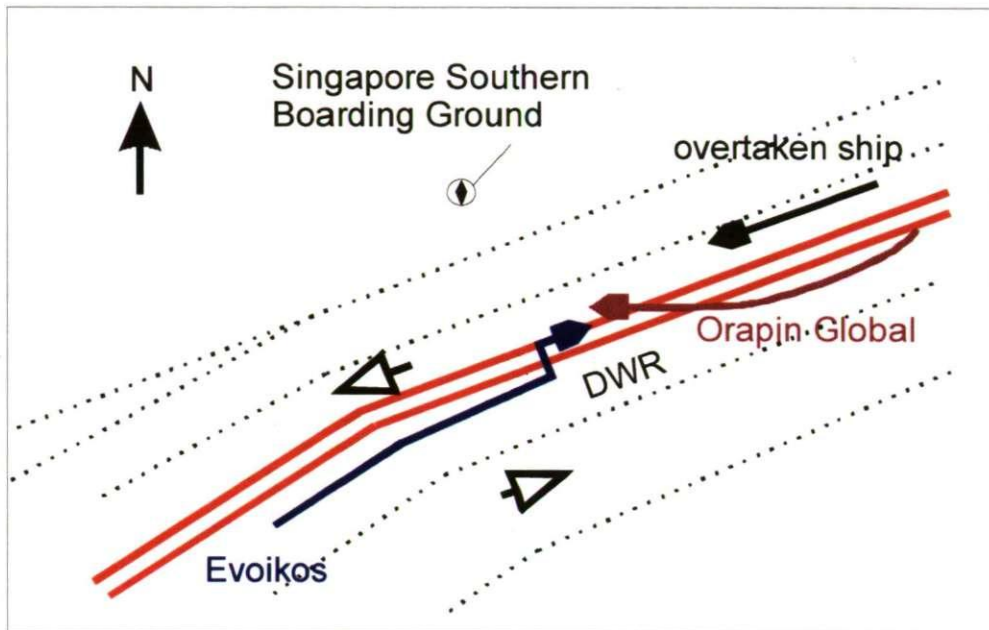 N
Singapore Southern
Boarding Ground
overtaken ship
Orapin Global
DWR
Evoikos